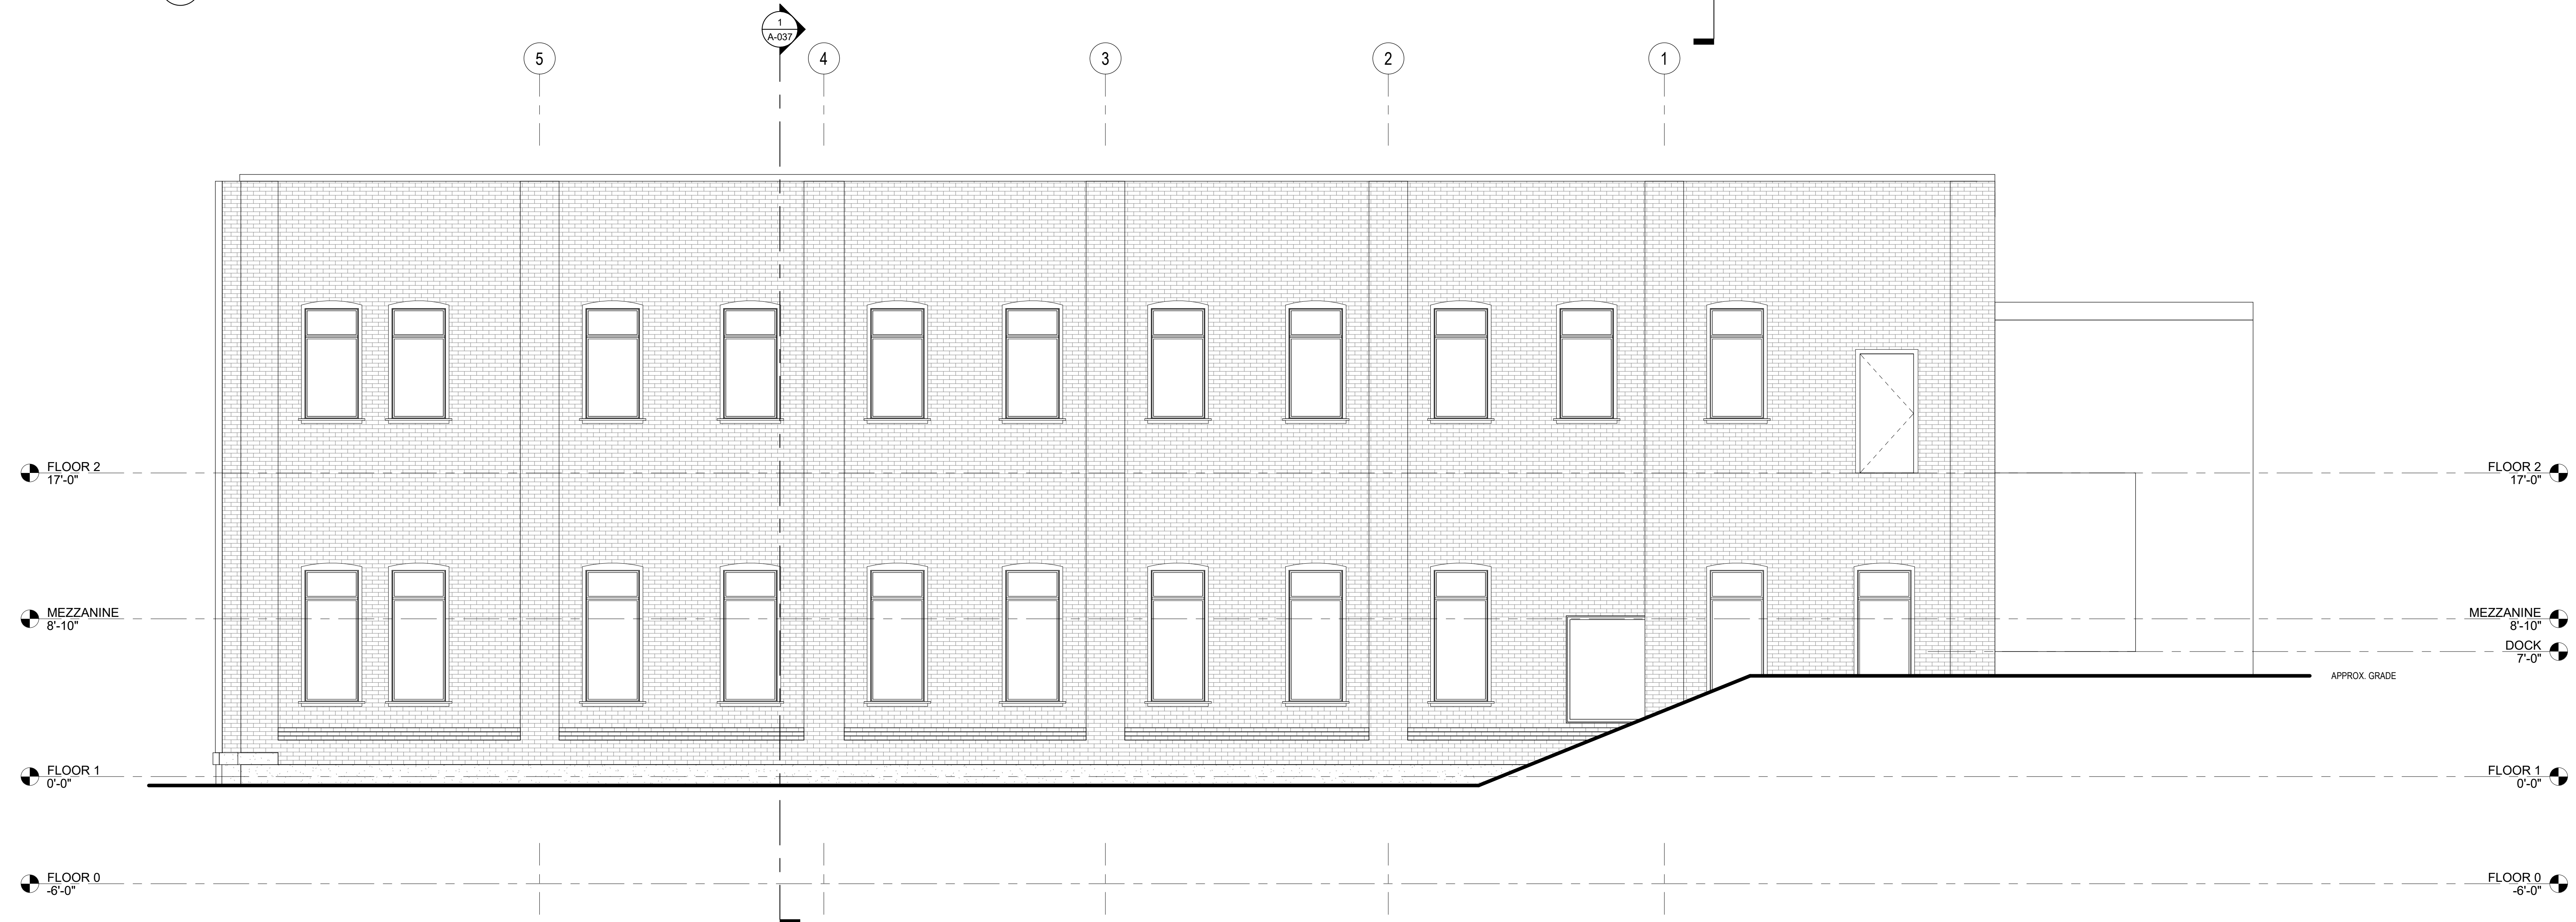 1
A-037
5
4
3
2
1
FLOOR 2
17'-0"
FLOOR 2
17'-0"
MEZZANINE
8'-10"
MEZZANINE
8'-10"
DOCK
7'-0"
APPROX. GRADE
FLOOR 1
0'-0"
FLOOR 1
0'-0"
FLOOR 0
-6'-0"
FLOOR 0
-6'-0"